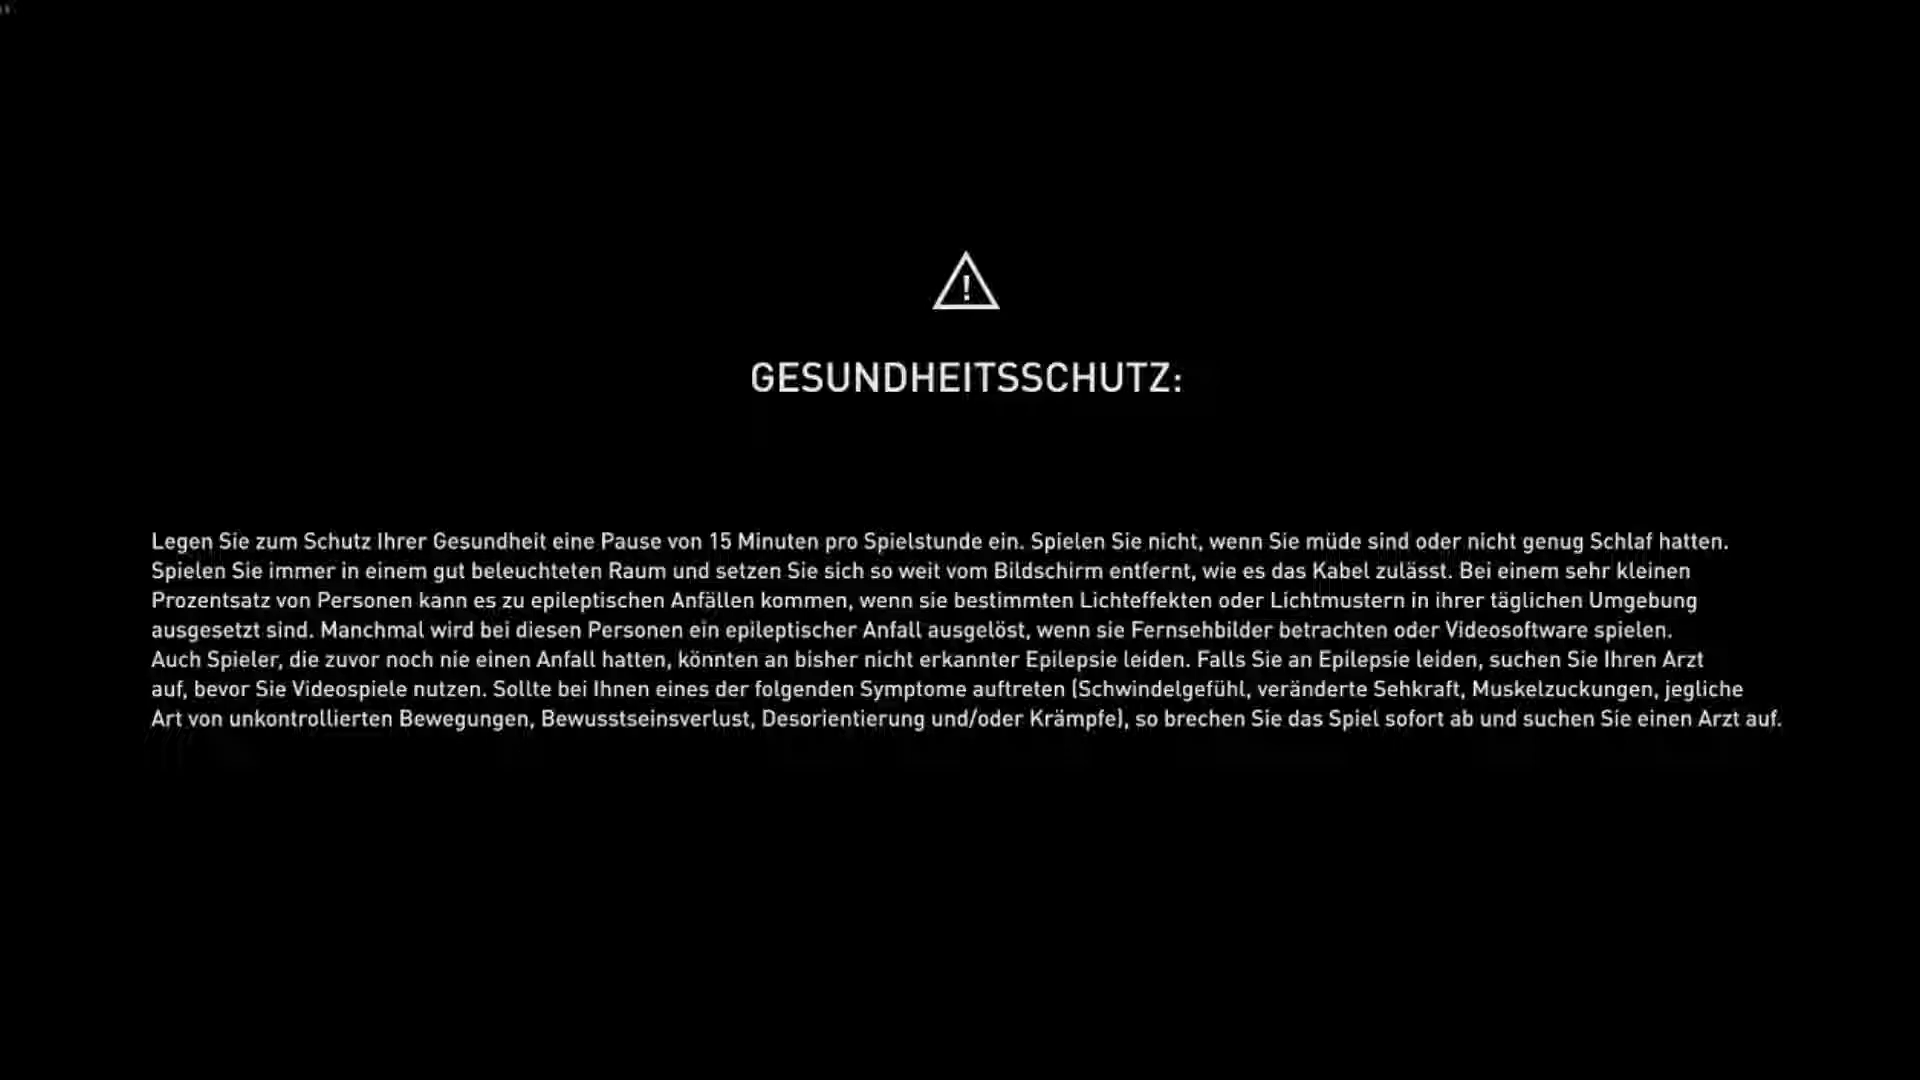 !
GESUNDHEITSSCHUTZ:
Legen Sie zum Schutz Ihrer Gesundheit eine Pause von 15 Minuten pro Spielstunde ein. Spielen Sie nicht, wenn Sie müde sind oder nicht genug Schlaf hatten.
Spielen Sie immer in einem gut beleuchteten Raum und setzen Sie sich so weit vom Bildschirm entfernt, wie es das Kabel zulässt. Bei einem sehr kleinen
Prozentsatz von Personen kann es zu epileptischen Anfällen kommen, wenn sie bestimmten Lichteffekten oder Lichtmustern in ihrer täglichen Umgebung
ausgesetzt sind. Manchmal wird bei diesen Personen ein epileptischer Anfall ausgelöst, wenn sie Fernsehbilder betrachten oder Videosoftware spielen.
Auch Spieler, die zuvor noch nie einen Anfall hatten, könnten an bisher nicht erkannter Epilepsie leiden. Falls Sie an Epilepsie leiden, suchen Sie Ihren Arzt
auf, bevor Sie Videospiele nutzen. Sollte bei Ihnen eines der folgenden Symptome auftreten (Schwindelgefühl, veränderte Sehkraft, Muskelzuckungen, jegliche
Art von unkontrollierten Bewegungen, Bewusstseinsverlust, Desorientierung und/oder Krämpfe), so brechen Sie das Spiel sofort ab und suchen Sie einen Arzt auf.